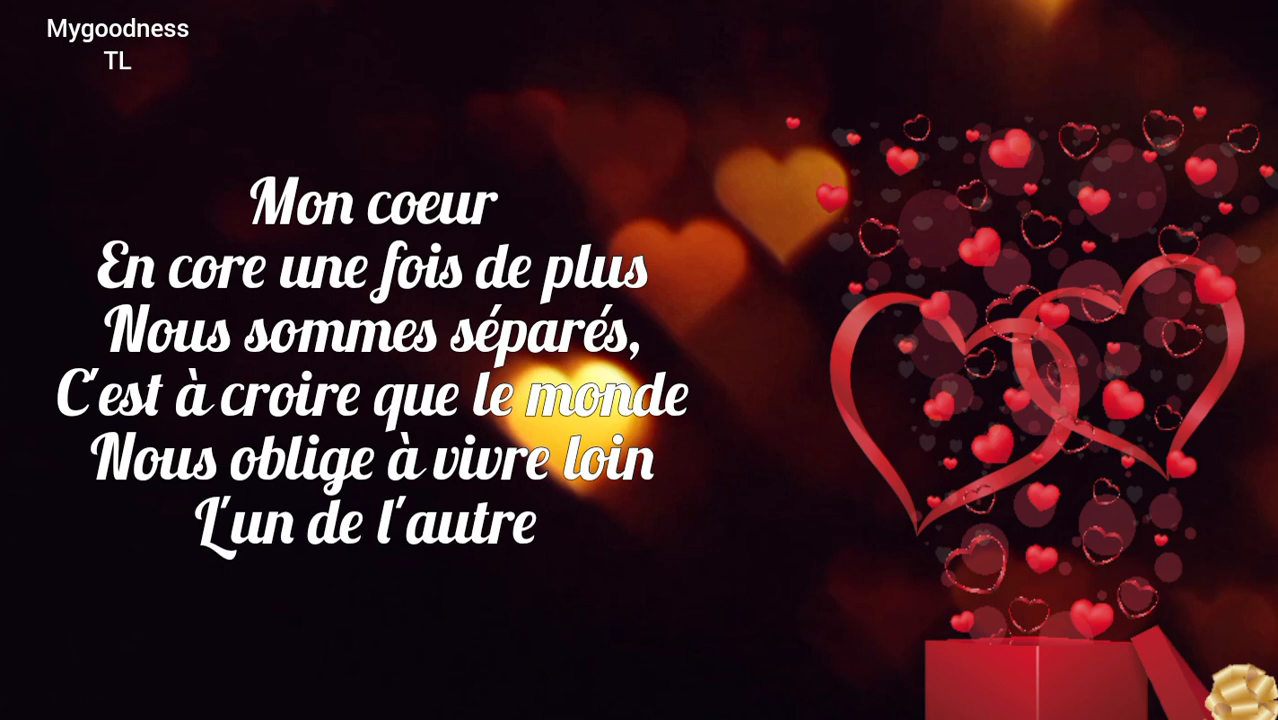 Mygoodness
TL
Mon coeur
En core une fois de plus
Nous sommes séparés,
C'est à croire que le monde
Nous oblige à vivre loin
L'un de l'autre